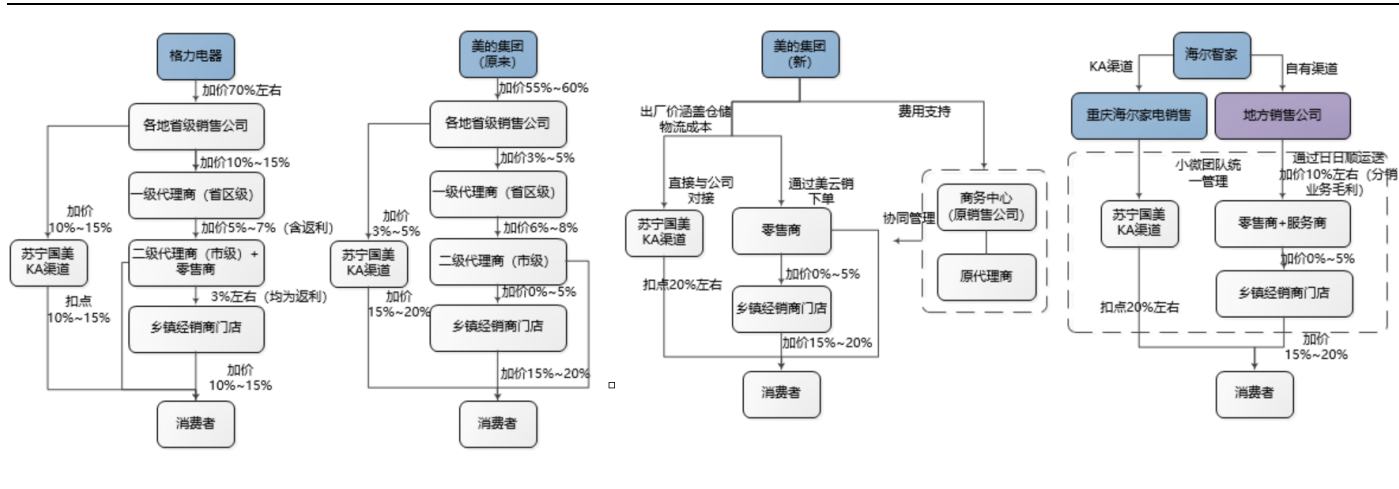 格力电器
加价70%左右
各地省级销售公司
加价10%~15%
一级代理商（省区级）
加价
10%~15%
加价5%~7%（含返利）
苏宁国美
KA渠道
二级代理商（市级）+
零售商
扣点
10%~15%
3%左右（均为返利）
乡镇经销商门店
加价
10%~15%
消费者
美的集团
（原来）
加价55%~60%
各地省级销售公司
加价3%~5%
一级代理商（省区级）
加价
3%~5%
加价6%~8%
苏宁国美
KA渠道
二级代理商（市级）
加价
15%~20%
加价0%~5%
乡镇经销商门店
加价15%~20%
消费者
美的集团
（新）
出厂价涵盖仓储
物流成本
费用支持
直接与公司
对接
通过美云销
下单
苏宁国美
KA渠道
零售商
协同管理
商务中心
（原销售公司）
原代理商
扣点20%左右
加价0%~5%
乡镇经销商门店
加价15%~20%
消费者
海尔智家
KA渠道
自有渠道
重庆海尔家电销售
地方销售公司
小微团队统
一管理
通过日日顺运送
加价10%左右（分销
业务毛利）
苏宁国美
KA渠道
零售商+服务商
加价0%~5%
扣点20%左右
乡镇经销商门店
加价
15%~20%
消费者